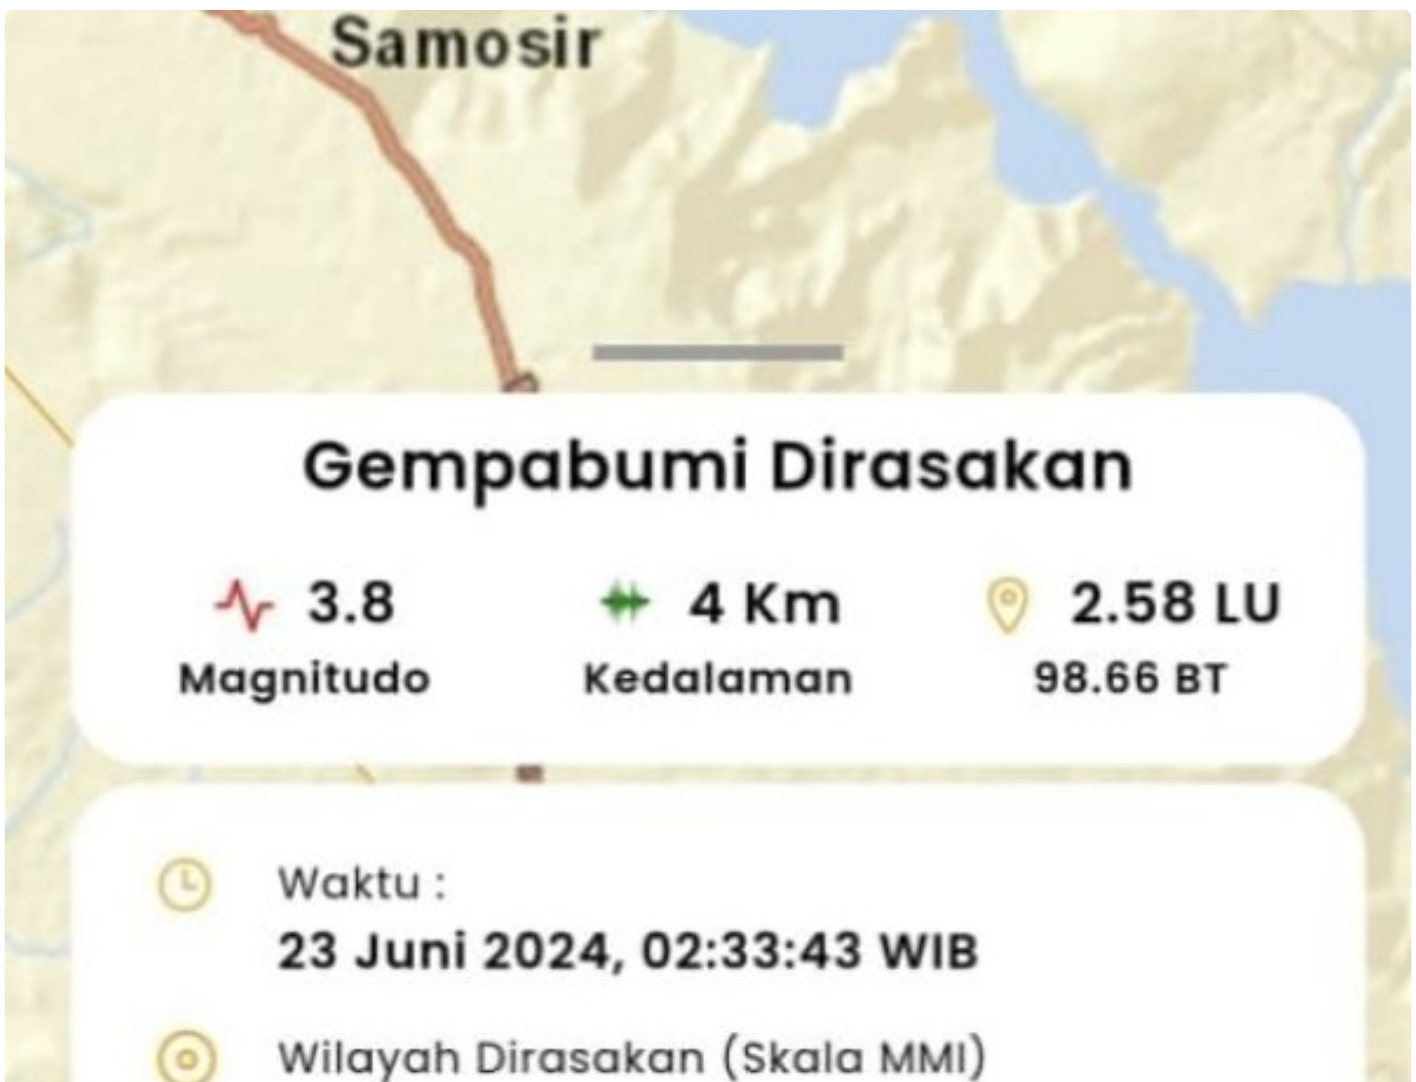 Samosir
Gempabumi Dirasakan
3.8
Magnitudo
4 Km
Kedalaman
2.58 LU
98.66 BT
Waktu :
23 Juni 2024, 02:33:43 WIB
Wilayah Dirasakan (Skala MMI)